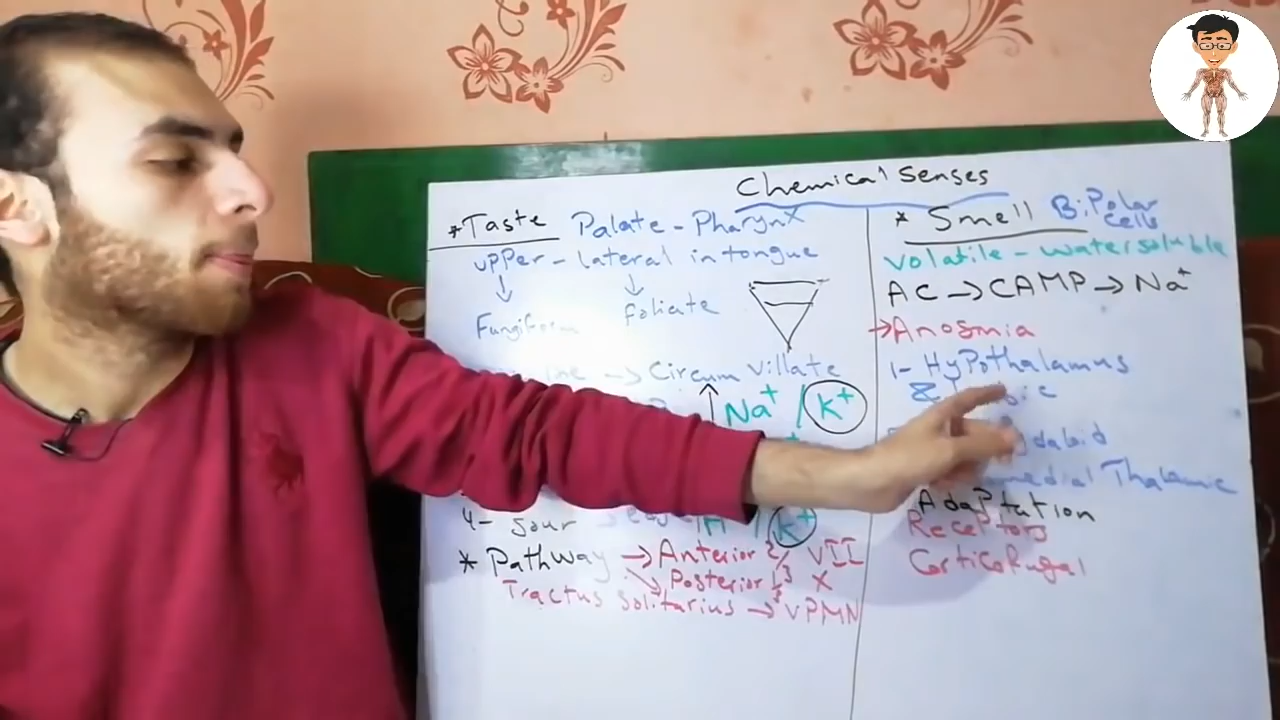 Chemical Senses
*Taste Palate - Pharynx
upper - lateral in tongue
Fungiform foliate
→ Circum villate
↑ Na+ / K+
4- Sour K+
* Pathway → Anterior 2/3 VII
Posterior 1/3 X
Tractus Solitarius → VPMN
* Smell Bipolar cells
Volatile - water soluble
AC → CAMP → Na+
→ Anosmia
1- Hypothalamus
&
medial Thalamic
Adaptation
Receptors
Corticofugal